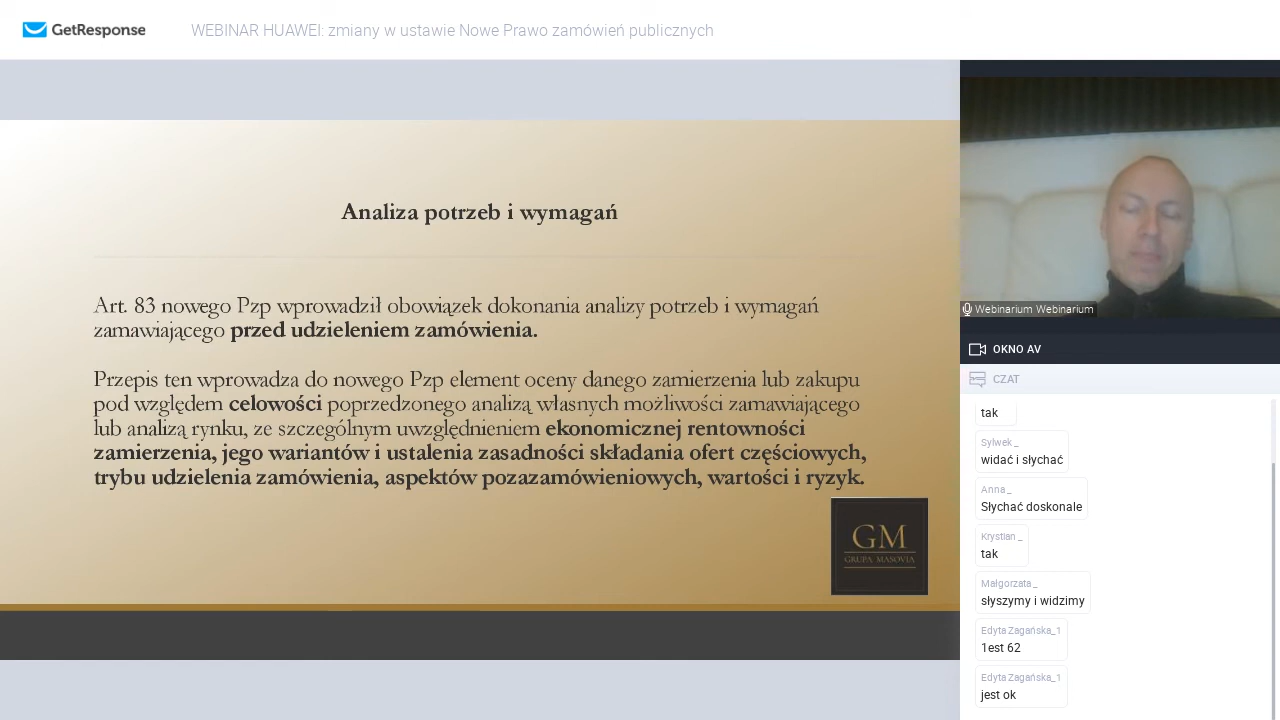 GetResponse
WEBINAR HUAWEI: zmiany w ustawie Nowe Prawo zamówień publicznych
Analiza potrzeb i wymagań
Art. 83 nowego Pzp wprowadził obowiązek dokonania analizy potrzeb i wymagań
zamawiającego przed udzieleniem zamówienia.
Przepis ten wprowadza do nowego Pzp element oceny danego zamierzenia lub zakupu
pod względem celowości poprzedzonego analizą własnych możliwości zamawiającego
lub analizą rynku, ze szczególnym uwzględnieniem ekonomicznej rentowności
zamierzenia, jego wariantów i ustalenia zasadności składania ofert częściowych,
trybu udzielenia zamówienia, aspektów pozazamówieniowych, wartości i ryzyk.
GM
GRUPA MASOVIA
Webinarium Webinarium
OKNO AV
CZAT
tak
Sylwek _
widać i słychać
Anna _
Słychać doskonale
Krystian _
tak
Małgorzata _
słyszymy i widzimy
Edyta Zagańska_1
1est 62
Edyta Zagańska_1
jest ok